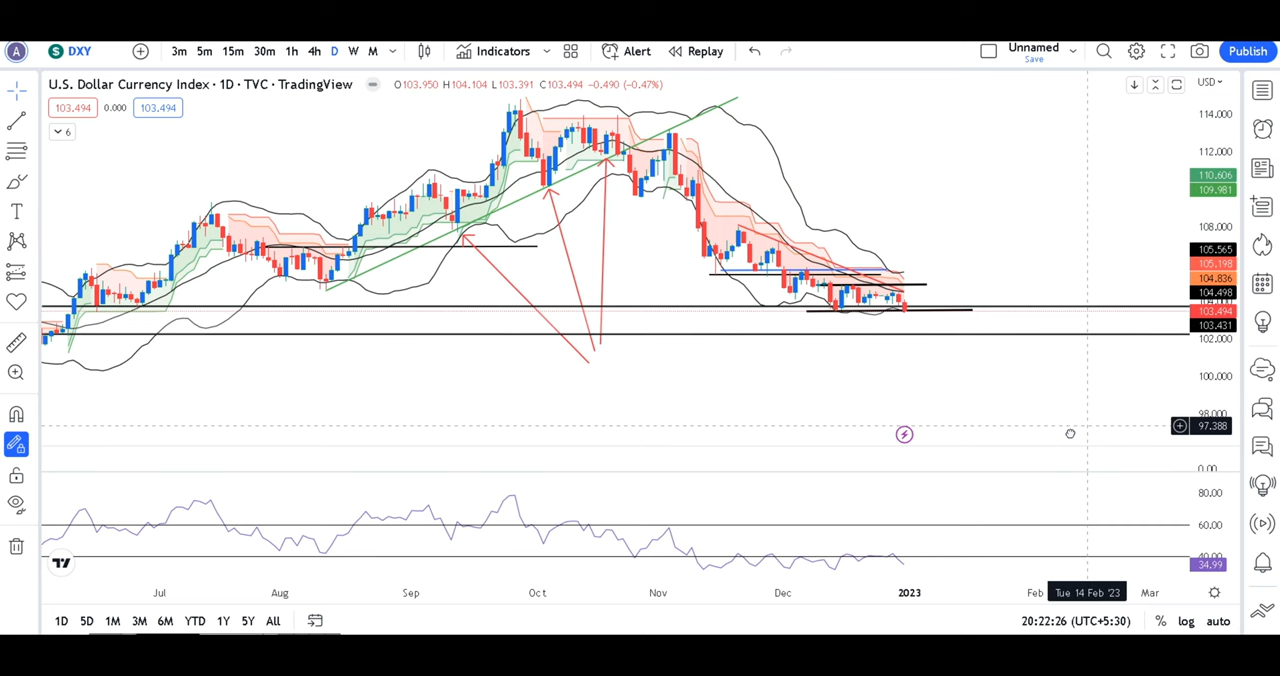 A
S DXY
3m 5m 15m 30m 1h 4h D W M
Indicators
Alert
Replay
Unnamed
Save
Publish
U.S. Dollar Currency Index · 1D · TVC · TradingView
O103.950 H104.104 L103.391 C103.494 −0.490 (−0.47%)
USD
103.494 0.000 103.494
6
114.000
112.000
110.606
109.981
108.000
105.565
105.198
104.836
104.498
103.494
103.431
102.000
100.000
98.000
97.388
0.00
80.00
60.00
40.00
34.99
Jul Aug Sep Oct Nov Dec 2023 Feb Tue 14 Feb '23 Mar
1D 5D 1M 3M 6M YTD 1Y 5Y All
20:22:26 (UTC+5:30)
% log auto